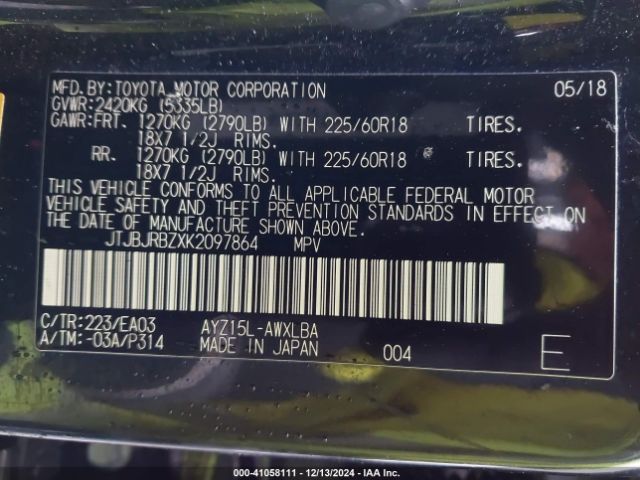 MFD.BY:TOYOTA MOTOR CORPORATION 05/18
GVWR:2420KG (5335LB)
GAWR:FRT. 1270KG (2790LB) WITH 225/60R18 TIRES.
18X7 1/2J RIMS.
RR. 1270KG (2790LB) WITH 225/60R18 TIRES.
18X7 1/2J RIMS.
THIS VEHICLE CONFORMS TO ALL APPLICABLE FEDERAL MOTOR
VEHICLE SAFETY AND THEFT PREVENTION STANDARDS IN EFFECT ON
THE DATE OF MANUFACTURE SHOWN ABOVE.
JTJBJRBZXK2097864 MPV
C/TR:223/EA03 AYZ15L-AWXLBA
A/TM:-03A/P314 MADE IN JAPAN 004 E
000-41058111 - 12/13/2024 - IAA Inc.